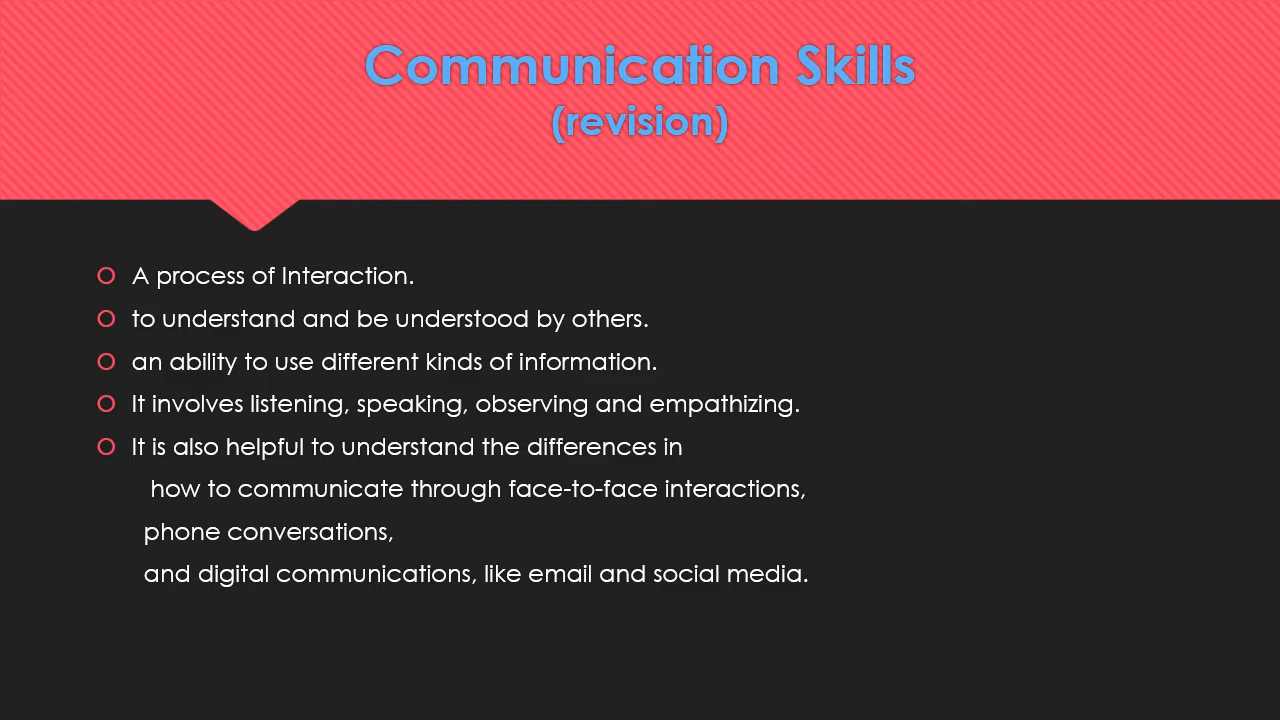 Communication Skills
(revision)
A process of Interaction.
to understand and be understood by others.
an ability to use different kinds of information.
It involves listening, speaking, observing and empathizing.
It is also helpful to understand the differences in
how to communicate through face-to-face interactions,
phone conversations,
and digital communications, like email and social media.